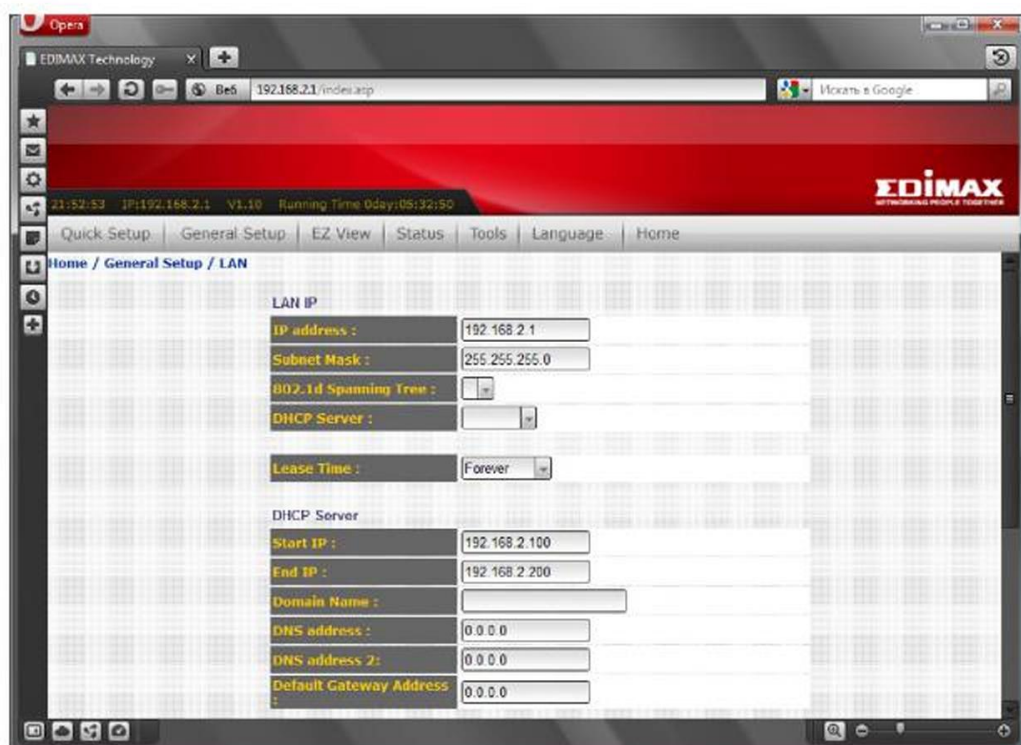 Opera
EDIMAX Technology
Веб 192.168.2.1/index.asp Искать в Google
EDIMAX
NETWORKING PEOPLE TOGETHER
21:52:53 IP:192.168.2.1 V1.10 Running Time 0day:05:32:50
Quick Setup General Setup EZ View Status Tools Language Home
Home / General Setup / LAN
LAN IP
IP address : 192.168.2.1
Subnet Mask : 255.255.255.0
802.1d Spanning Tree :
DHCP Server :
Lease Time : Forever
DHCP Server
Start IP : 192.168.2.100
End IP : 192.168.2.200
Domain Name :
DNS address : 0.0.0.0
DNS address 2: 0.0.0.0
Default Gateway Address : 0.0.0.0